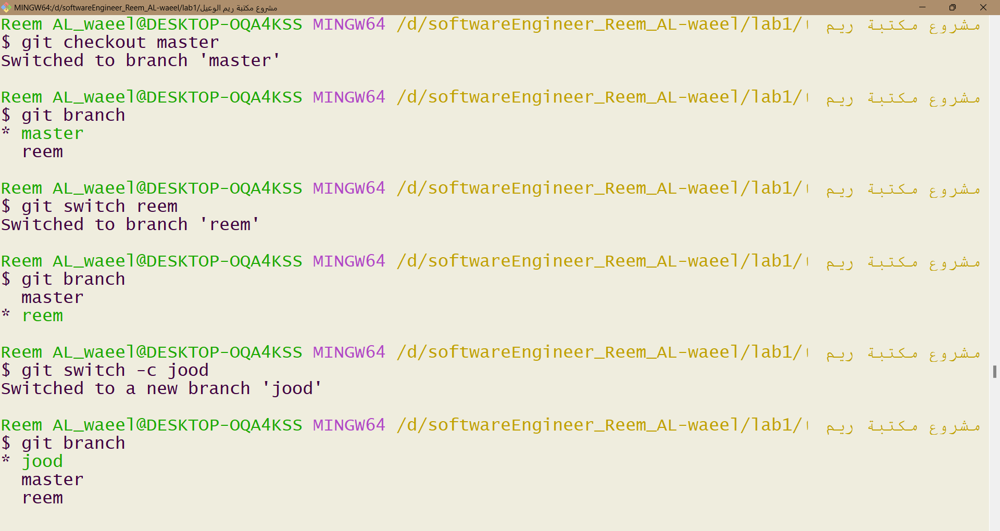 MINGW64:/d/softwareEngineer_Reem_AL-waeel/lab1/مشروع مكتبة ريم الوعيل
Reem AL_waeel@DESKTOP-OQA4KSS MINGW64 /d/softwareEngineer_Reem_AL-waeel/lab1/مشروع مكتبة ريم ا
$ git checkout master
Switched to branch 'master'
Reem AL_waeel@DESKTOP-OQA4KSS MINGW64 /d/softwareEngineer_Reem_AL-waeel/lab1/مشروع مكتبة ريم ا
$ git branch
* master
reem
Reem AL_waeel@DESKTOP-OQA4KSS MINGW64 /d/softwareEngineer_Reem_AL-waeel/lab1/مشروع مكتبة ريم ا
$ git switch reem
Switched to branch 'reem'
Reem AL_waeel@DESKTOP-OQA4KSS MINGW64 /d/softwareEngineer_Reem_AL-waeel/lab1/مشروع مكتبة ريم ا
$ git branch
master
* reem
Reem AL_waeel@DESKTOP-OQA4KSS MINGW64 /d/softwareEngineer_Reem_AL-waeel/lab1/مشروع مكتبة ريم ا
$ git switch -c jood
Switched to a new branch 'jood'
Reem AL_waeel@DESKTOP-OQA4KSS MINGW64 /d/softwareEngineer_Reem_AL-waeel/lab1/مشروع مكتبة ريم ا
$ git branch
* jood
master
reem